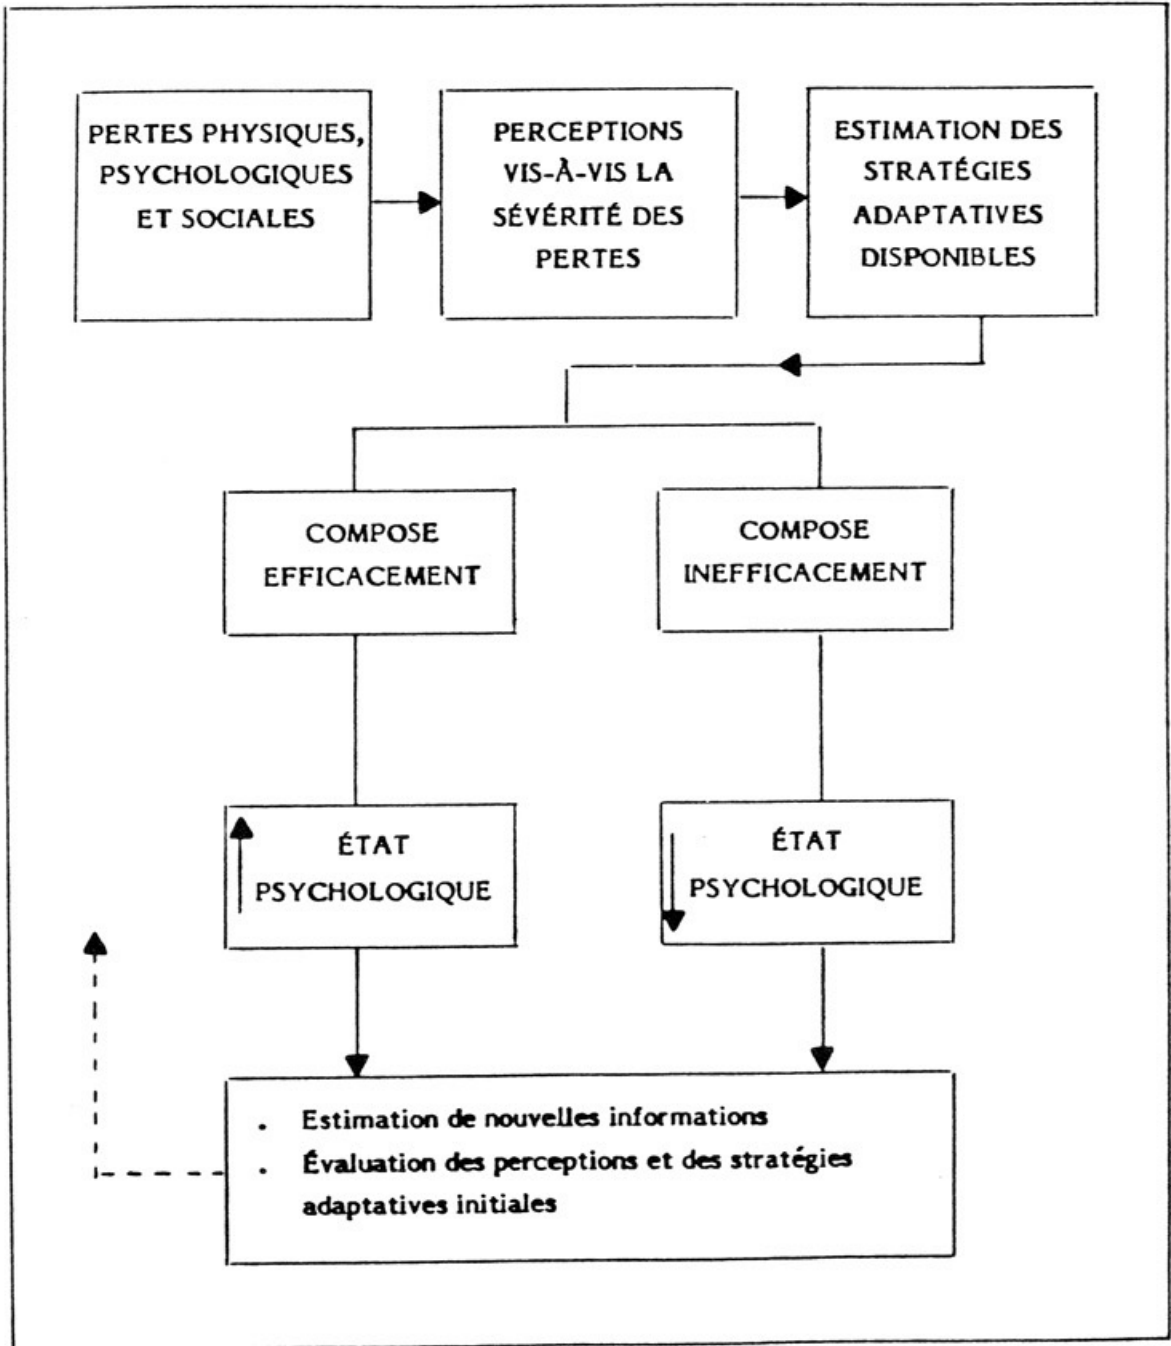 PERTES PHYSIQUES,
PSYCHOLOGIQUES
ET SOCIALES
PERCEPTIONS
VIS-À-VIS LA
SÉVÉRITÉ DES
PERTES
ESTIMATION DES
STRATÉGIES
ADAPTATIVES
DISPONIBLES
COMPOSE
EFFICACEMENT
COMPOSE
INEFFICACEMENT
ÉTAT
PSYCHOLOGIQUE
ÉTAT
PSYCHOLOGIQUE
. Estimation de nouvelles informations
. Évaluation des perceptions et des stratégies
adaptatives initiales